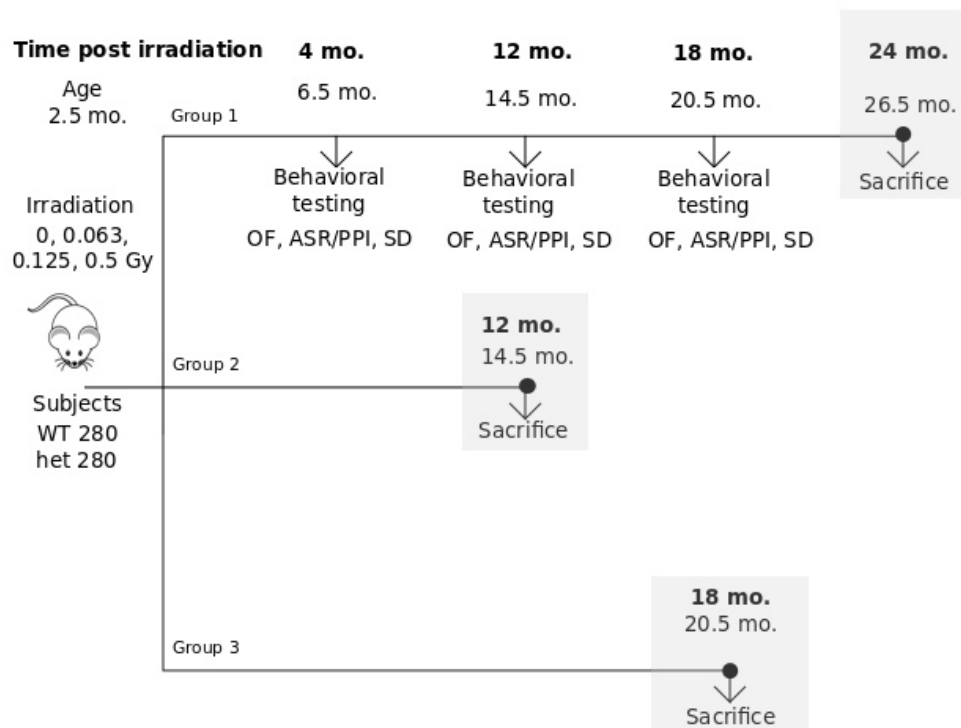 Time post irradiation
4 mo.
12 mo.
18 mo.
24 mo.
Age
2.5 mo.
6.5 mo.
14.5 mo.
20.5 mo.
26.5 mo.
Group 1
Behavioral
testing
OF, ASR/PPI, SD
Behavioral
testing
OF, ASR/PPI, SD
Behavioral
testing
OF, ASR/PPI, SD
Sacrifice
Irradiation
0, 0.063,
0.125, 0.5 Gy
Group 2
12 mo.
14.5 mo.
Sacrifice
Subjects
WT 280
het 280
Group 3
18 mo.
20.5 mo.
Sacrifice